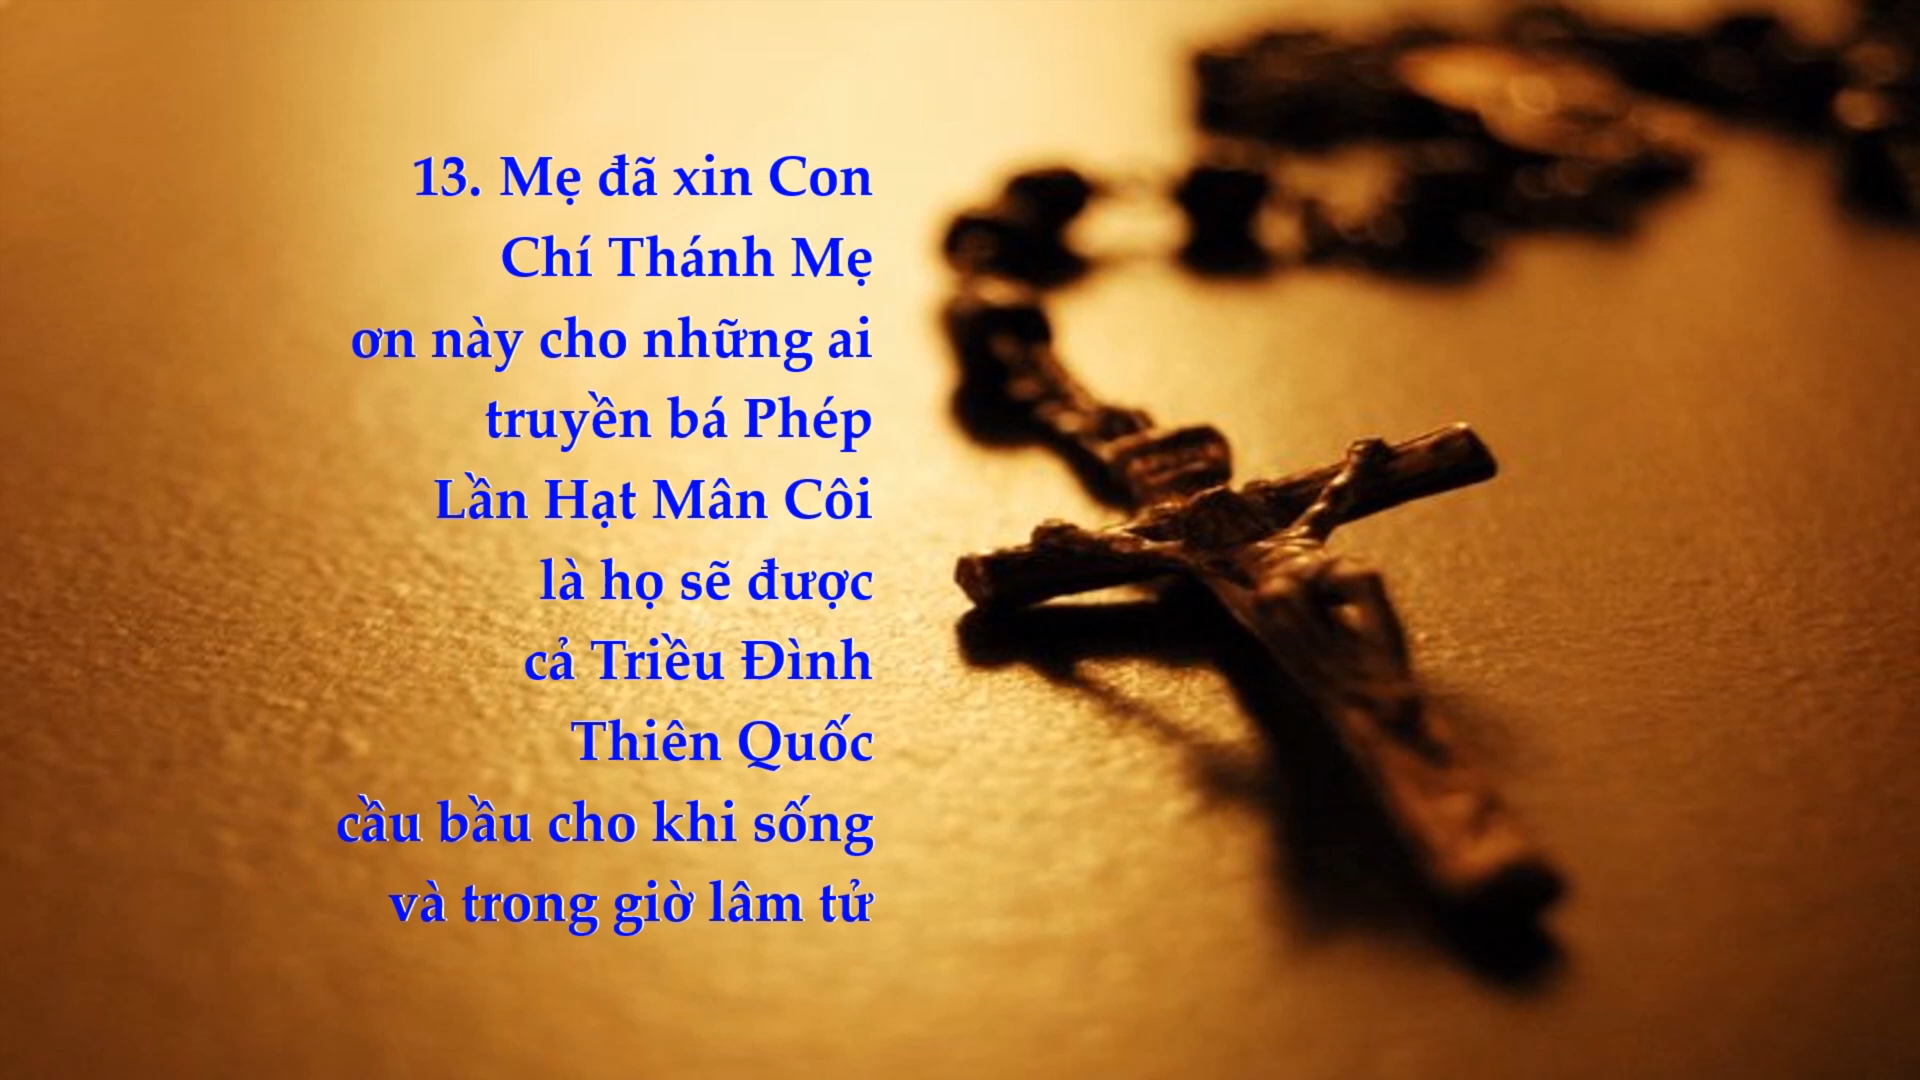 13. Mẹ đã xin Con
Chí Thánh Mẹ
ơn này cho những ai
truyền bá Phép
Lần Hạt Mân Côi
là họ sẽ được
cả Triều Đình
Thiên Quốc
cầu bầu cho khi sống
và trong giờ lâm tử